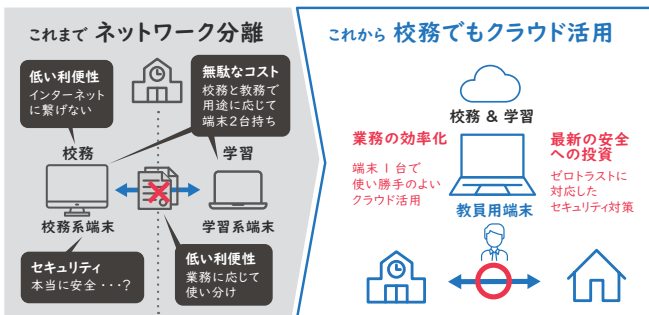 これまで ネットワーク分離
低い利便性
インターネット
に繋げない
無駄なコスト
校務と教務で
用途に応じて
端末2台持ち
校務
学習
校務系端末
学習系端末
セキュリティ
本当に安全・・・?
低い利便性
業務に応じて
使い分け
これから 校務でもクラウド活用
校務 & 学習
業務の効率化
端末1台で
使い勝手のよい
クラウド活用
最新の安全
への投資
ゼロトラストに
対応した
セキュリティ対策
教員用端末